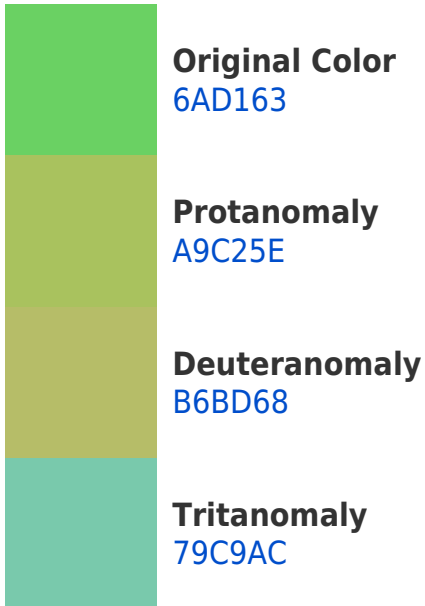 Original Color
6AD163
Protanomaly
A9C25E
Deuteranomaly
B6BD68
Tritanomaly
79C9AC